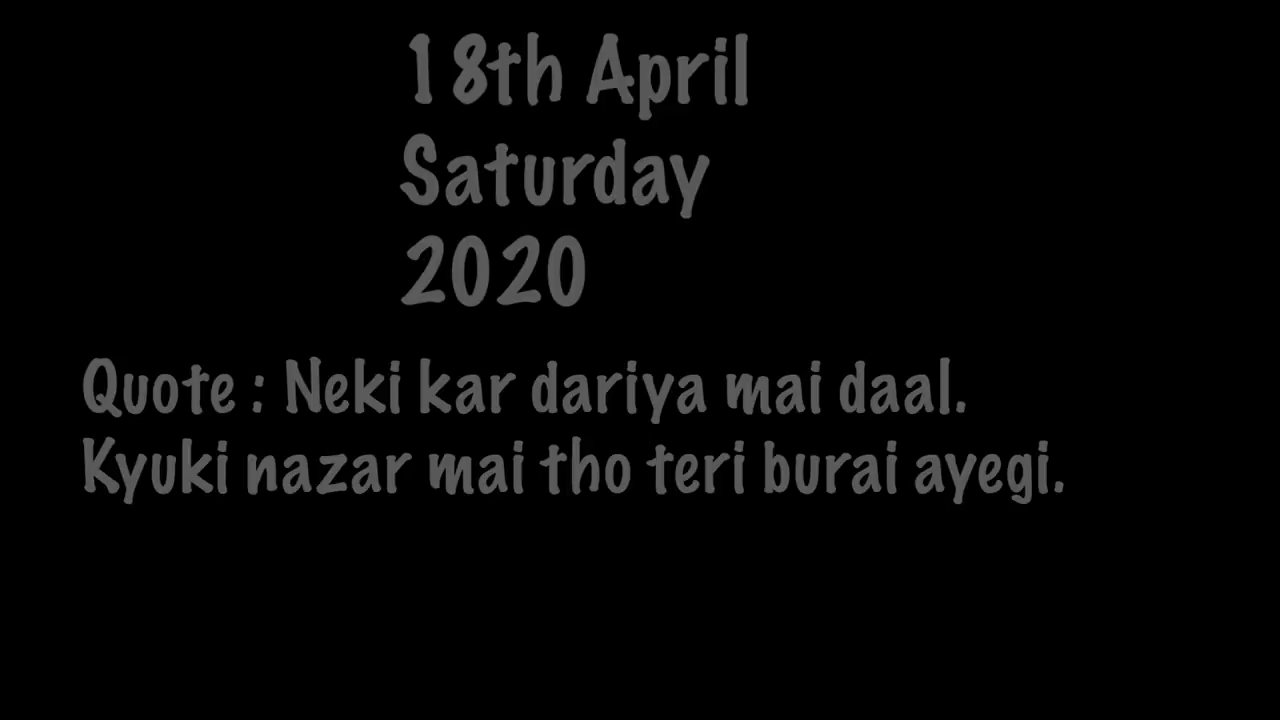 18th April
Saturday
2020
Quote : Neki kar dariya mai daal.
Kyuki nazar mai tho teri burai ayegi.